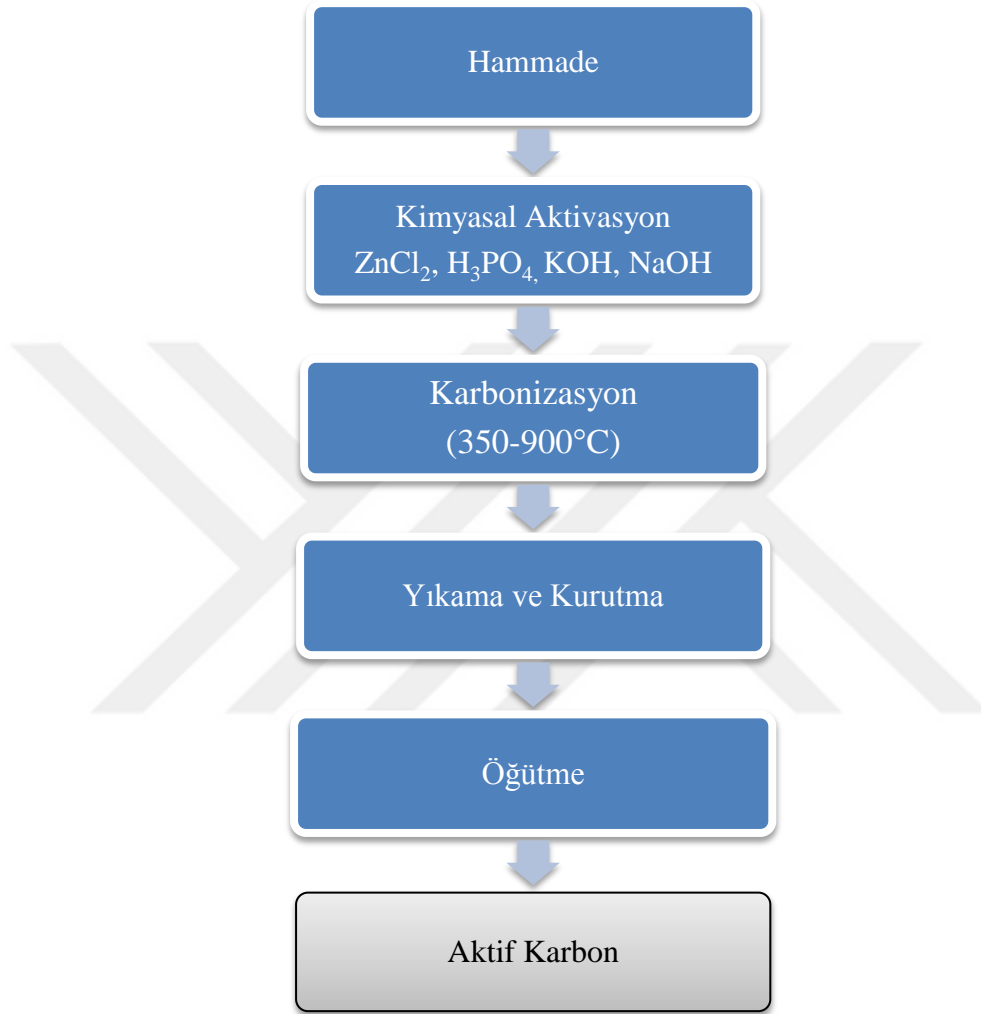 Hammade
Kimyasal Aktivasyon
ZnCl₂, H₃PO₄, KOH, NaOH
Karbonizasyon
(350-900°C)
Yıkama ve Kurutma
Öğütme
Aktif Karbon